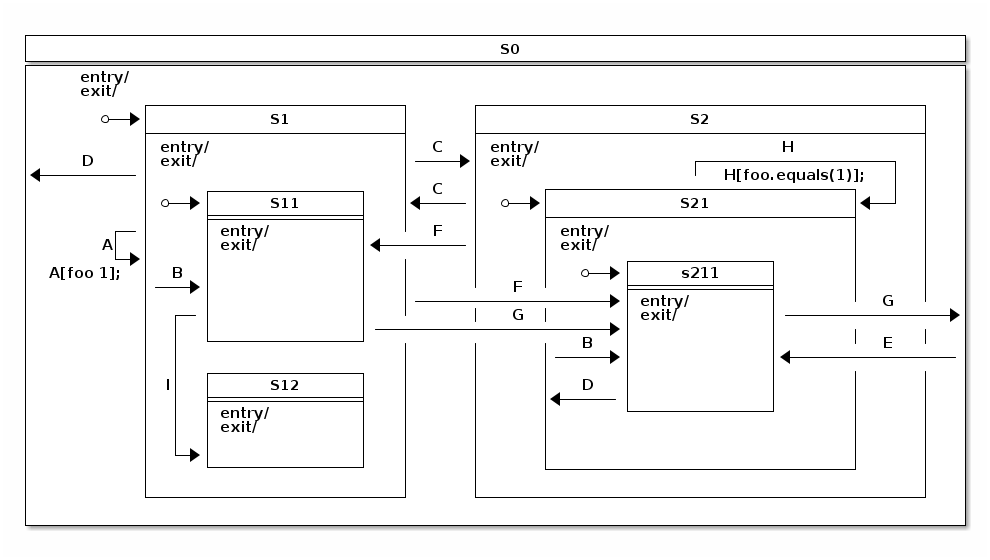 S0
entry/
exit/
S1
S2
entry/
exit/
entry/
exit/
C
H
D
H[foo.equals(1)];
C
S11
S21
entry/
exit/
F
entry/
exit/
A
A[foo 1];
B
s211
F
entry/
exit/
G
G
B
E
I
S12
D
entry/
exit/